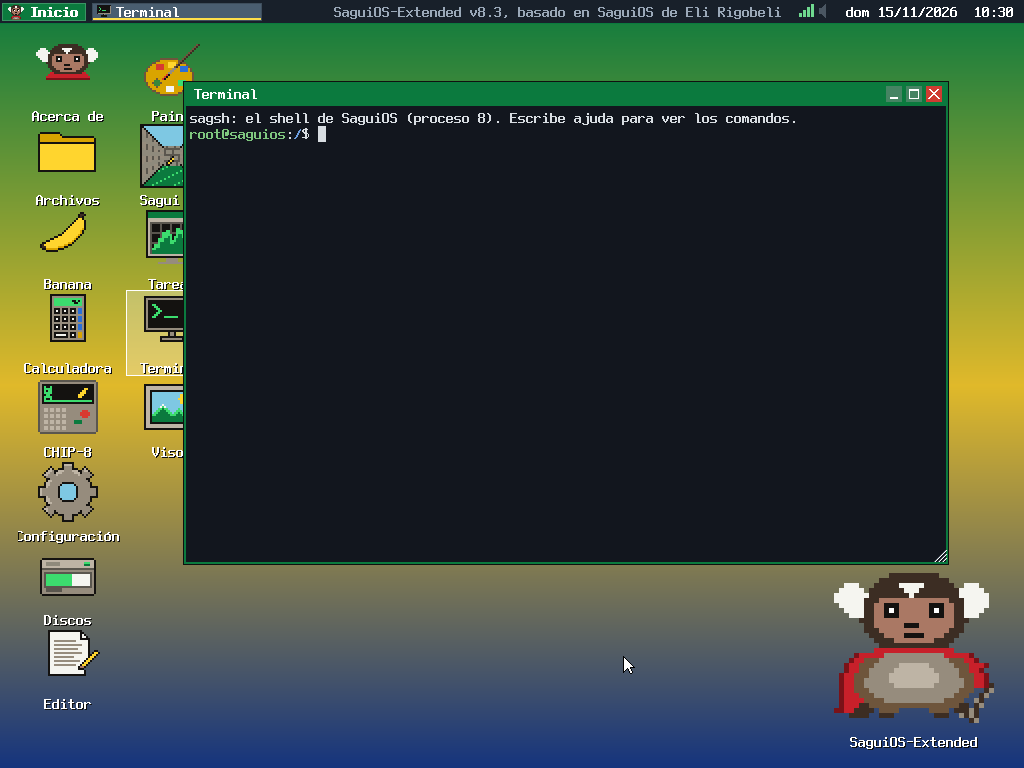 Inicio
Terminal
SaguiOS-Extended v8.3, basado en SaguiOS de Eli Rigobeli
dom 15/11/2026 10:30
Acerca de
Archivos
Sagui
Banana
Calculadora
CHIP-8
Configuración
Discos
Editor
Terminal
sagsh: el shell de SaguiOS (proceso 8). Escribe ajuda para ver los comandos.
root@saguios:/$
SaguiOS-Extended